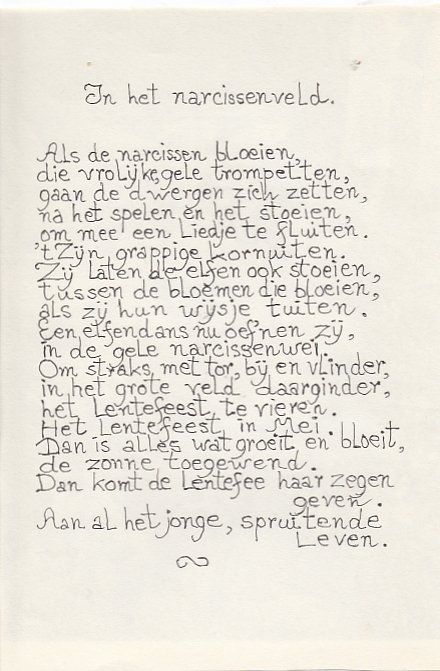 In het narcissenveld.
Als de narcissen bloeien,
die vrolijke, gele trompetten,
gaan de dwergen zich zetten,
na het spelen en het stoeien,
om mee een liedje te fluiten.
't Zijn grappige kornuiten.
Zij laten de elfen ook stoeien,
tussen de bloemen die bloeien,
als zij hun wijsje tuiten.
Een elfendans nu oef'nen zij,
in de gele narcissenwei.
Om straks, met tor, bij en vlinder,
in het grote veld daarginder,
het Lentefeest te vieren.
Het Lentefeest, in Mei.
Dan is alles wat groeit en bloeit,
de zonne toegewend.
Dan komt de Lentefee haar zegen
geven.
Aan al het jonge, spruitende
Leven.